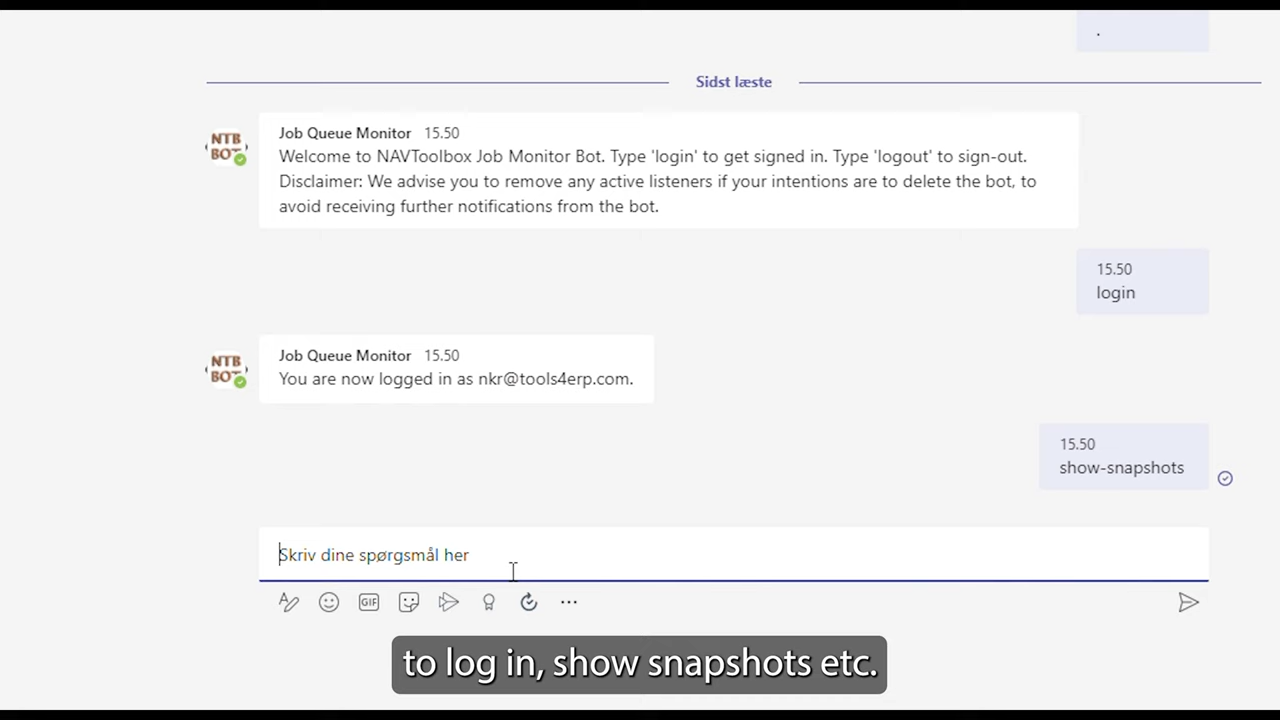 .
Sidst læste
Job Queue Monitor 15.50
NTB
BOT
Welcome to NAVToolbox Job Monitor Bot. Type 'login' to get signed in. Type 'logout' to sign-out.
Disclaimer: We advise you to remove any active listeners if your intentions are to delete the bot, to
avoid receiving further notifications from the bot.
15.50
login
Job Queue Monitor 15.50
NTB
BOT
You are now logged in as nkr@tools4erp.com.
15.50
show-snapshots
Skriv dine spørgsmål her
GIF
to log in, show snapshots etc.